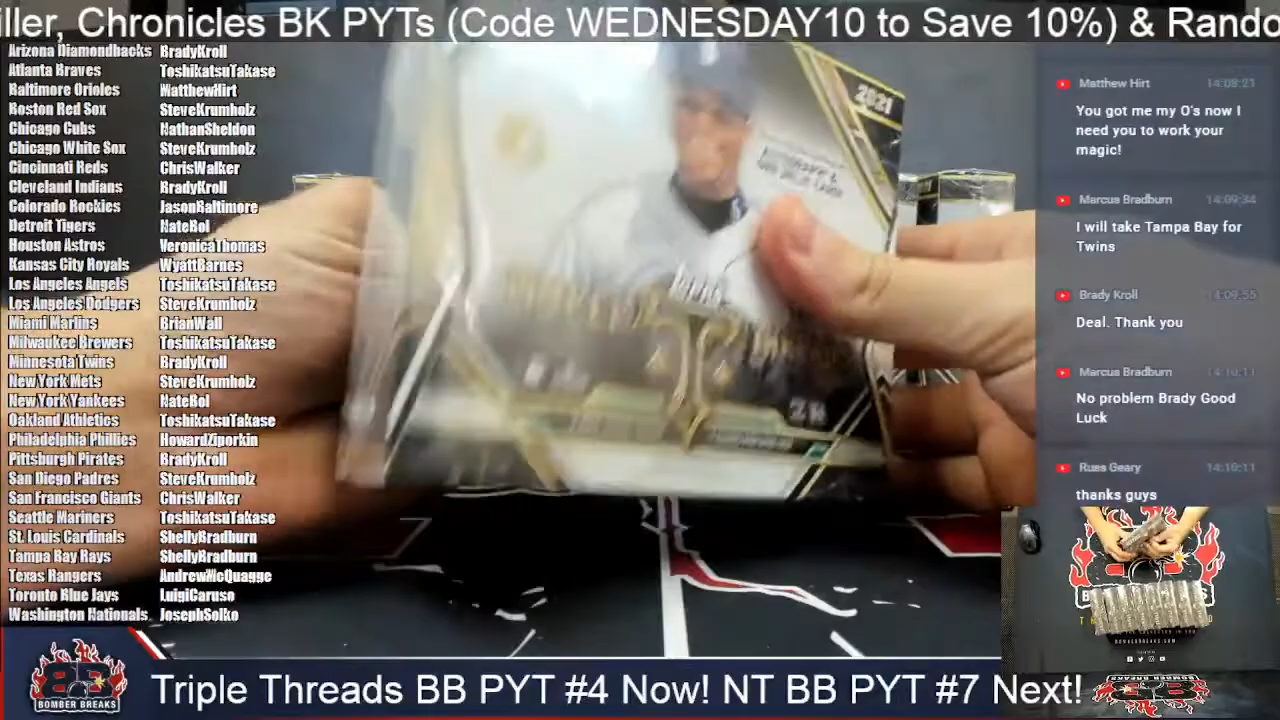 iller, Chronicles BK PYTs (Code WEDNESDAY10 to Save 10%) & Rando
Arizona Diamondbacks BradyKroll
Atlanta Braves ToshikatsuTakase
Baltimore Orioles MatthewHirt
Boston Red Sox SteveKrumholz
Chicago Cubs NathanSheldon
Chicago White Sox SteveKrumholz
Cincinnati Reds ChrisWalker
Cleveland Indians BradyKroll
Colorado Rockies JasonBaltimore
Detroit Tigers NateBol
Houston Astros VeronicaThomas
Kansas City Royals WyattBarnes
Los Angeles Angels ToshikatsuTakase
Los Angeles Dodgers SteveKrumholz
Miami Marlins BrianWall
Milwaukee Brewers ToshikatsuTakase
Minnesota Twins BradyKroll
New York Mets SteveKrumholz
New York Yankees NateBol
Oakland Athletics ToshikatsuTakase
Philadelphia Phillies HowardZiporkin
Pittsburgh Pirates BradyKroll
San Diego Padres SteveKrumholz
San Francisco Giants ChrisWalker
Seattle Mariners ToshikatsuTakase
St. Louis Cardinals ShellyBradburn
Tampa Bay Rays ShellyBradburn
Texas Rangers AndrewMcQuagge
Toronto Blue Jays LuigiCaruso
Washington Nationals JosephSolko
2021
Matthew Hirt 14:08:21
You got me my O's now I
need you to work your
magic!
Marcus Bradburn 14:09:34
I will take Tampa Bay for
Twins
Brady Kroll 14:09:55
Deal. Thank you
Marcus Bradburn 14:10:11
No problem Brady Good
Luck
Russ Geary 14:10:11
thanks guys
BB
BOMBER BREAKS
Triple Threads BB PYT #4 Now! NT BB PYT #7 Next!